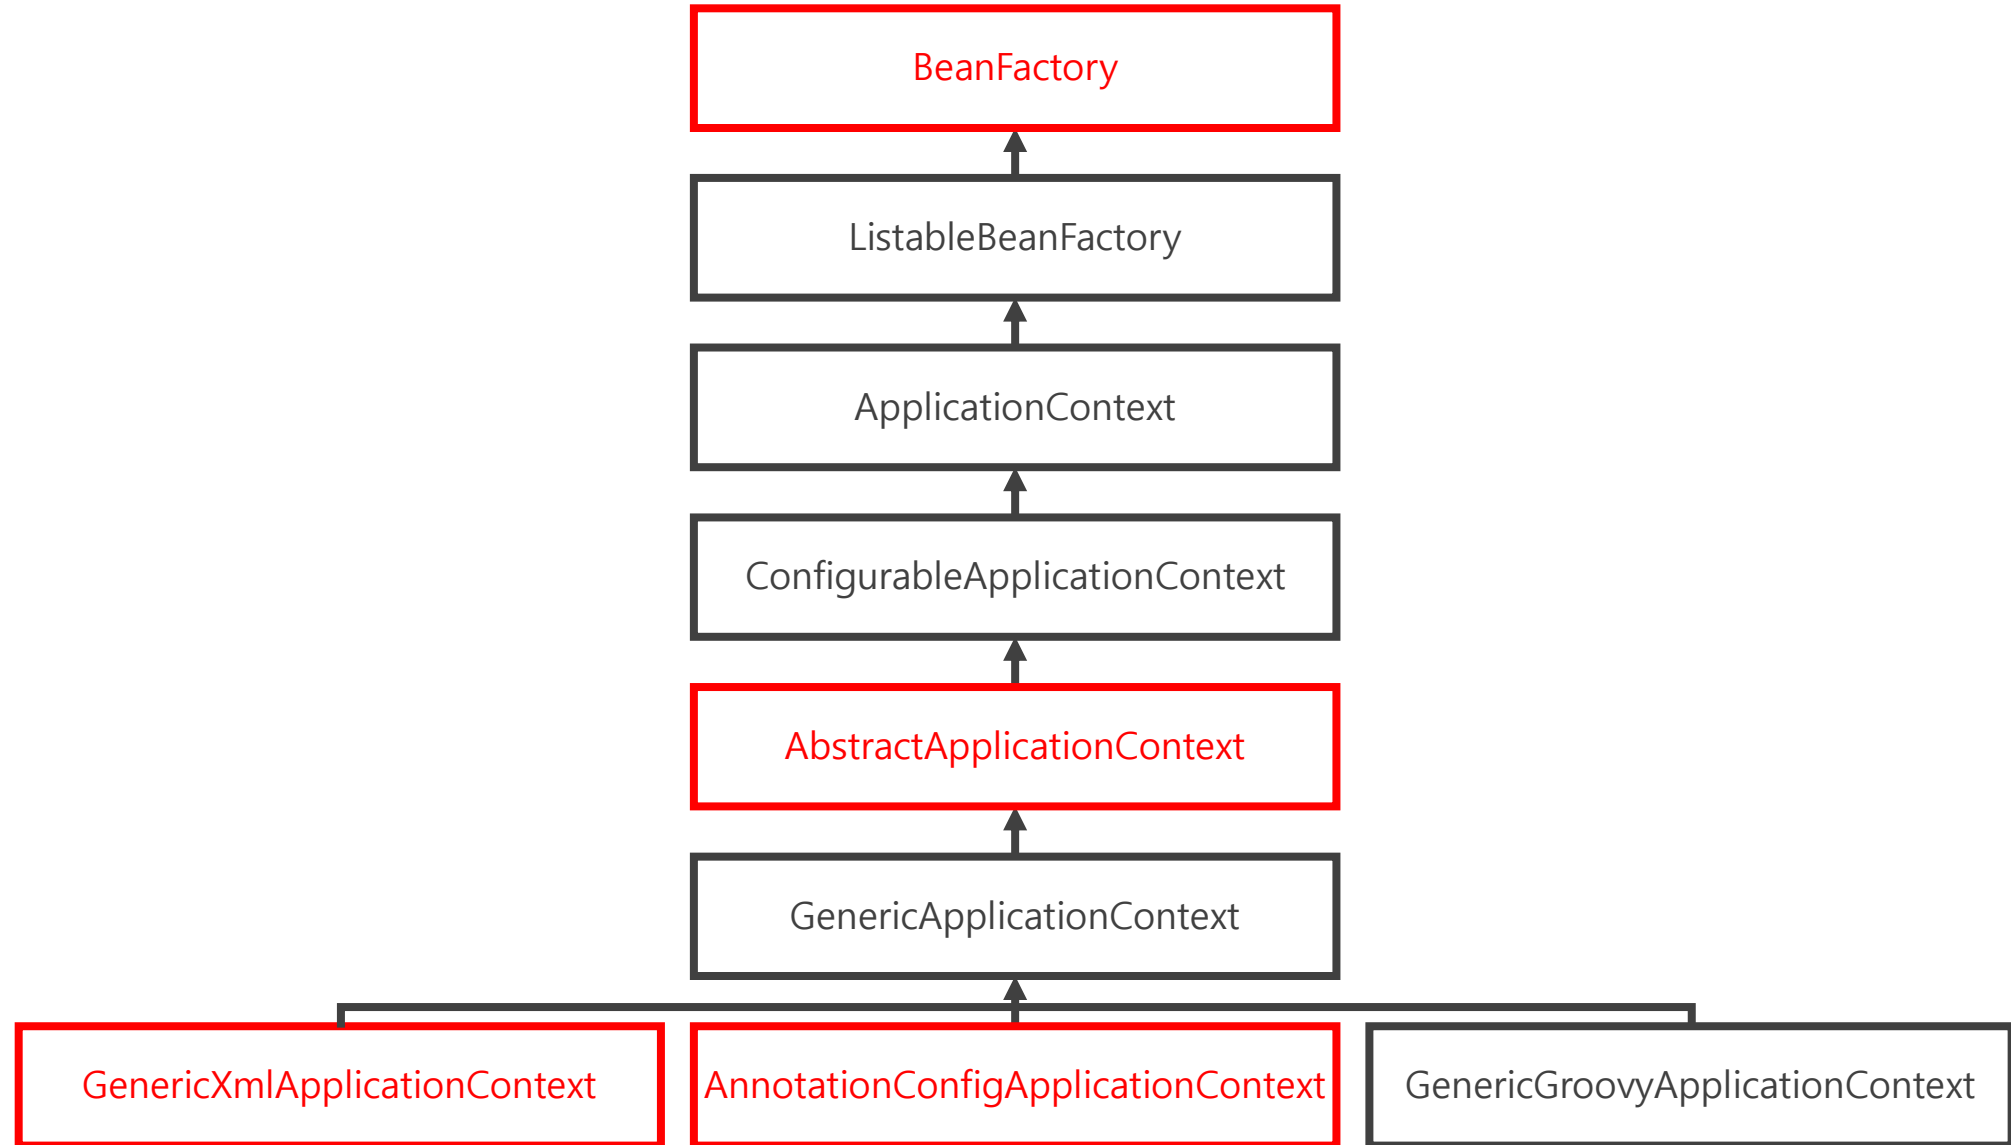 BeanFactory
ListableBeanFactory
ApplicationContext
ConfigurableApplicationContext
AbstractApplicationContext
GenericApplicationContext
GenericXmlApplicationContext
AnnotationConfigApplicationContext
GenericGroovyApplicationContext